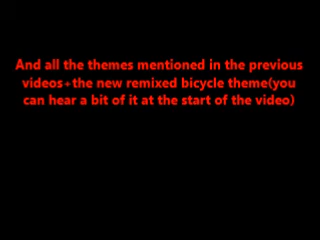 And all the themes mentioned in the previous
videos+the new remixed bicycle theme(you
can hear a bit of it at the start of the video)